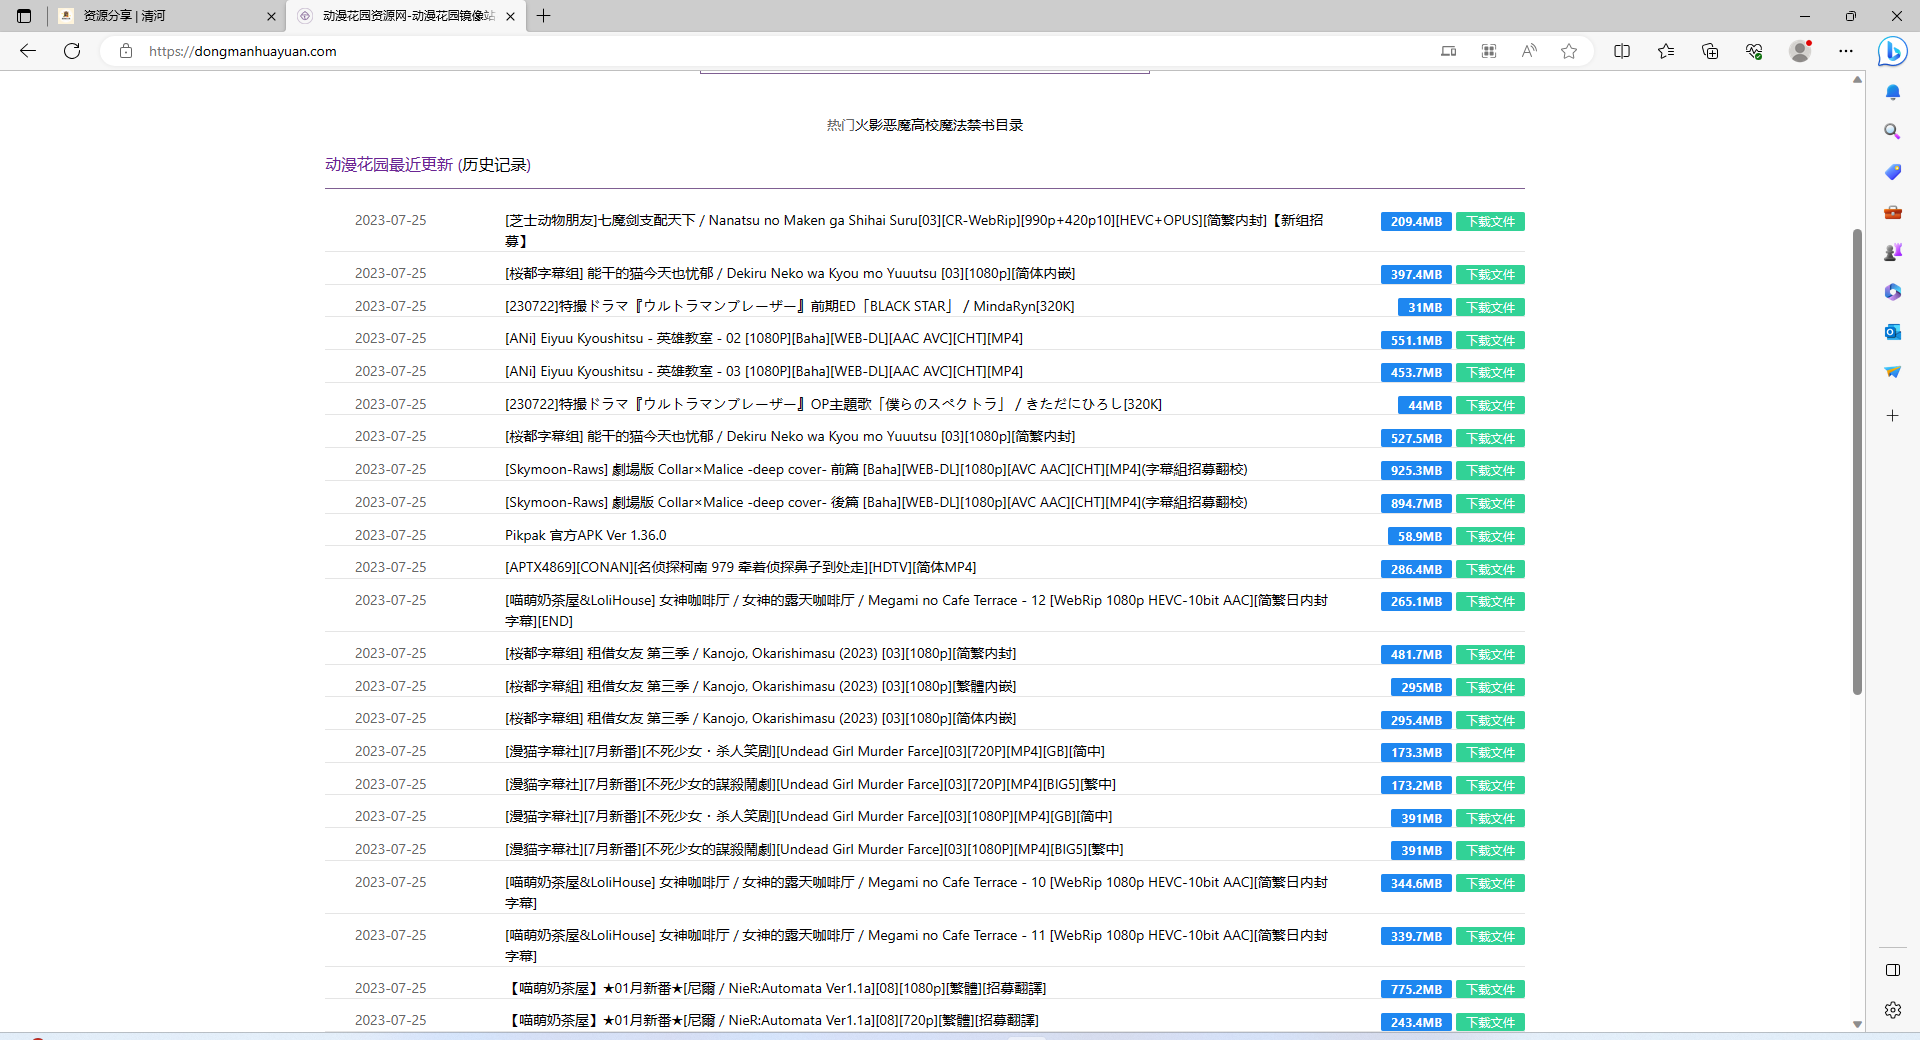 资源分享 | 清河
动漫花园资源网-动漫花园镜像站
https://dongmanhuayuan.com
热门火影恶魔高校魔法禁书目录
动漫花园最近更新 (历史记录)
2023-07-25 [芝士动物朋友]七魔剑支配天下 / Nanatsu no Maken ga Shihai Suru[03][CR-WebRip][990p+420p10][HEVC+OPUS][简繁内封]【新组招 209.4MB 下载文件
募】
2023-07-25 [桜都字幕组] 能干的猫今天也忧郁 / Dekiru Neko wa Kyou mo Yuuutsu [03][1080p][简体内嵌] 397.4MB 下载文件
2023-07-25 [230722]特撮ドラマ『ウルトラマンブレーザー』前期ED「BLACK STAR」 / MindaRyn[320K] 31MB 下载文件
2023-07-25 [ANi] Eiyuu Kyoushitsu - 英雄教室 - 02 [1080P][Baha][WEB-DL][AAC AVC][CHT][MP4] 551.1MB 下载文件
2023-07-25 [ANi] Eiyuu Kyoushitsu - 英雄教室 - 03 [1080P][Baha][WEB-DL][AAC AVC][CHT][MP4] 453.7MB 下载文件
2023-07-25 [230722]特撮ドラマ『ウルトラマンブレーザー』OP主題歌「僕らのスペクトラ」 / きただにひろし[320K] 44MB 下载文件
2023-07-25 [桜都字幕组] 能干的猫今天也忧郁 / Dekiru Neko wa Kyou mo Yuuutsu [03][1080p][简繁内封] 527.5MB 下载文件
2023-07-25 [Skymoon-Raws] 劇場版 Collar×Malice -deep cover- 前篇 [Baha][WEB-DL][1080p][AVC AAC][CHT][MP4](字幕組招募翻校) 925.3MB 下载文件
2023-07-25 [Skymoon-Raws] 劇場版 Collar×Malice -deep cover- 後篇 [Baha][WEB-DL][1080p][AVC AAC][CHT][MP4](字幕組招募翻校) 894.7MB 下载文件
2023-07-25 Pikpak 官方APK Ver 1.36.0 58.9MB 下载文件
2023-07-25 [APTX4869][CONAN][名侦探柯南 979 牵着侦探鼻子到处走][HDTV][简体MP4] 286.4MB 下载文件
2023-07-25 [喵萌奶茶屋&LoliHouse] 女神咖啡厅 / 女神的露天咖啡厅 / Megami no Cafe Terrace - 12 [WebRip 1080p HEVC-10bit AAC][简繁日内封 265.1MB 下载文件
字幕][END]
2023-07-25 [桜都字幕组] 租借女友 第三季 / Kanojo, Okarishimasu (2023) [03][1080p][简繁内封] 481.7MB 下载文件
2023-07-25 [桜都字幕組] 租借女友 第三季 / Kanojo, Okarishimasu (2023) [03][1080p][繁體内嵌] 295MB 下载文件
2023-07-25 [桜都字幕组] 租借女友 第三季 / Kanojo, Okarishimasu (2023) [03][1080p][简体内嵌] 295.4MB 下载文件
2023-07-25 [漫猫字幕社][7月新番][不死少女・杀人笑剧][Undead Girl Murder Farce][03][720P][MP4][GB][简中] 173.3MB 下载文件
2023-07-25 [漫貓字幕社][7月新番][不死少女的謀殺鬧劇][Undead Girl Murder Farce][03][720P][MP4][BIG5][繁中] 173.2MB 下载文件
2023-07-25 [漫猫字幕社][7月新番][不死少女・杀人笑剧][Undead Girl Murder Farce][03][1080P][MP4][GB][简中] 391MB 下载文件
2023-07-25 [漫貓字幕社][7月新番][不死少女的謀殺鬧劇][Undead Girl Murder Farce][03][1080P][MP4][BIG5][繁中] 391MB 下载文件
2023-07-25 [喵萌奶茶屋&LoliHouse] 女神咖啡厅 / 女神的露天咖啡厅 / Megami no Cafe Terrace - 10 [WebRip 1080p HEVC-10bit AAC][简繁日内封 344.6MB 下载文件
字幕]
2023-07-25 [喵萌奶茶屋&LoliHouse] 女神咖啡厅 / 女神的露天咖啡厅 / Megami no Cafe Terrace - 11 [WebRip 1080p HEVC-10bit AAC][简繁日内封 339.7MB 下载文件
字幕]
2023-07-25 【喵萌奶茶屋】★01月新番★[尼爾 / NieR:Automata Ver1.1a][08][1080p][繁體][招募翻譯] 775.2MB 下载文件
2023-07-25 【喵萌奶茶屋】★01月新番★[尼爾 / NieR:Automata Ver1.1a][08][720p][繁體][招募翻譯] 243.4MB 下载文件